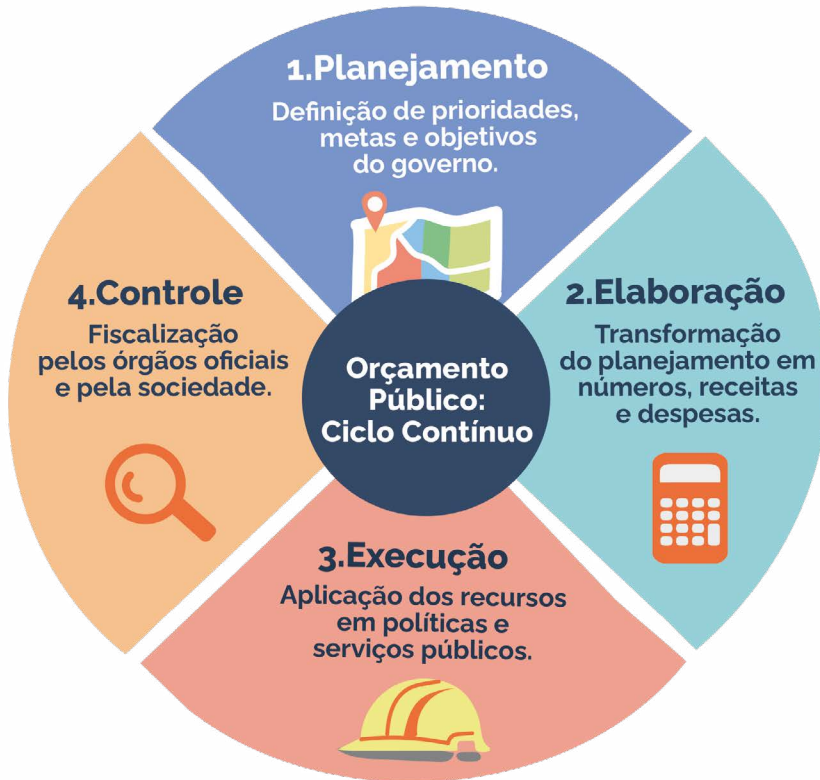 1.Planejamento
Definição de prioridades,
metas e objetivos
do governo.
2.Elaboração
Transformação
do planejamento em
números, receitas
e despesas.
3.Execução
Aplicação dos recursos
em políticas e
serviços públicos.
4.Controle
Fiscalização
pelos órgãos oficiais
e pela sociedade.
Orçamento
Público:
Ciclo Contínuo